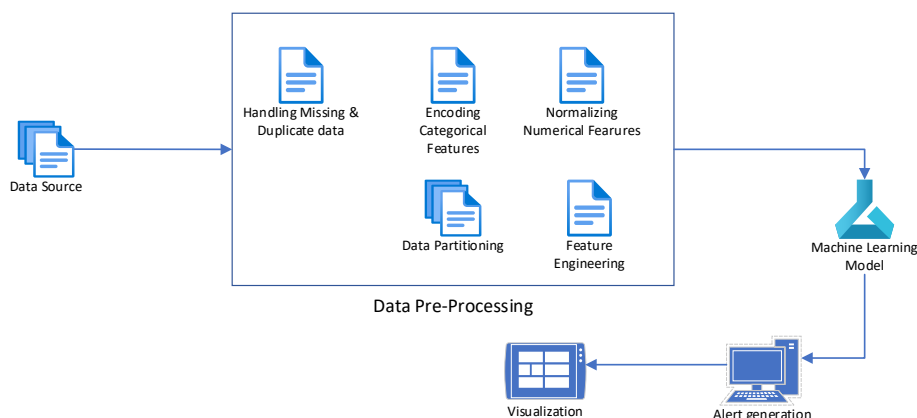 Handling Missing &
Duplicate data
Encoding
Categorical
Features
Normalizing
Numerical Fearures
Data Source
Data Partitioning
Feature
Engineering
Machine Learning
Model
Data Pre-Processing
Visualization
Alert generation